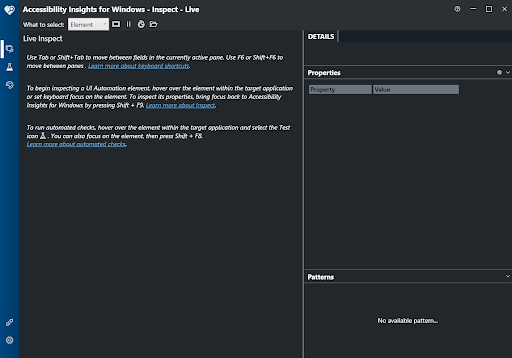 Accessibility Insights for Windows - Inspect - Live
What to select: Element
Live Inspect
DETAILS
Use Tab or Shift+Tab to move between fields in the currently active pane. Use F6 or Shift+F6 to
move between panes . Learn more about keyboard shortcuts.
To begin inspecting a UI Automation element, hover over the element within the target application
or set keyboard focus on the element. To inspect its properties, bring focus back to Accessibility
Insights for Windows by pressing Shift + F9. Learn more about Inspect.
To run automated checks, hover over the element within the target application and select the Test
icon . You can also focus on the element, then press Shift + F8.
Learn more about automated checks.
Properties
Property Value
Patterns
No available pattern...